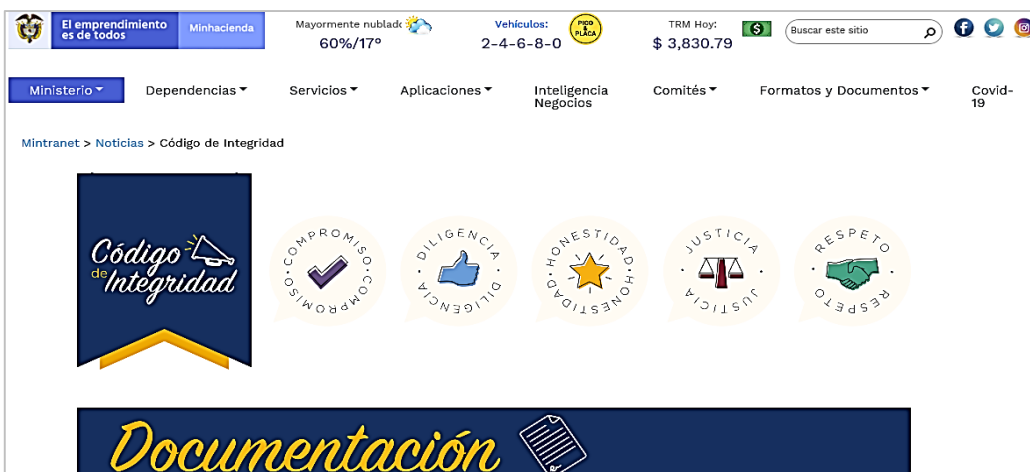 El emprendimiento
es de todos
Minhacienda
Mayormente nublado
60%/17°
Vehículos:
2-4-6-8-0
PICO
Y
PLACA
TRM Hoy:
$ 3,830.79
Buscar este sitio
Ministerio
Dependencias
Servicios
Aplicaciones
Inteligencia
Negocios
Comités
Formatos y Documentos
Covid-
19
Mintranet > Noticias > Código de Integridad
Código
de
Integridad
COMPROMISO · COMPROMISO ·
DILIGENCIA · DILIGENCIA ·
HONESTIDAD · HONESTIDAD ·
JUSTICIA · JUSTICIA ·
RESPETO · RESPETO ·
Documentación